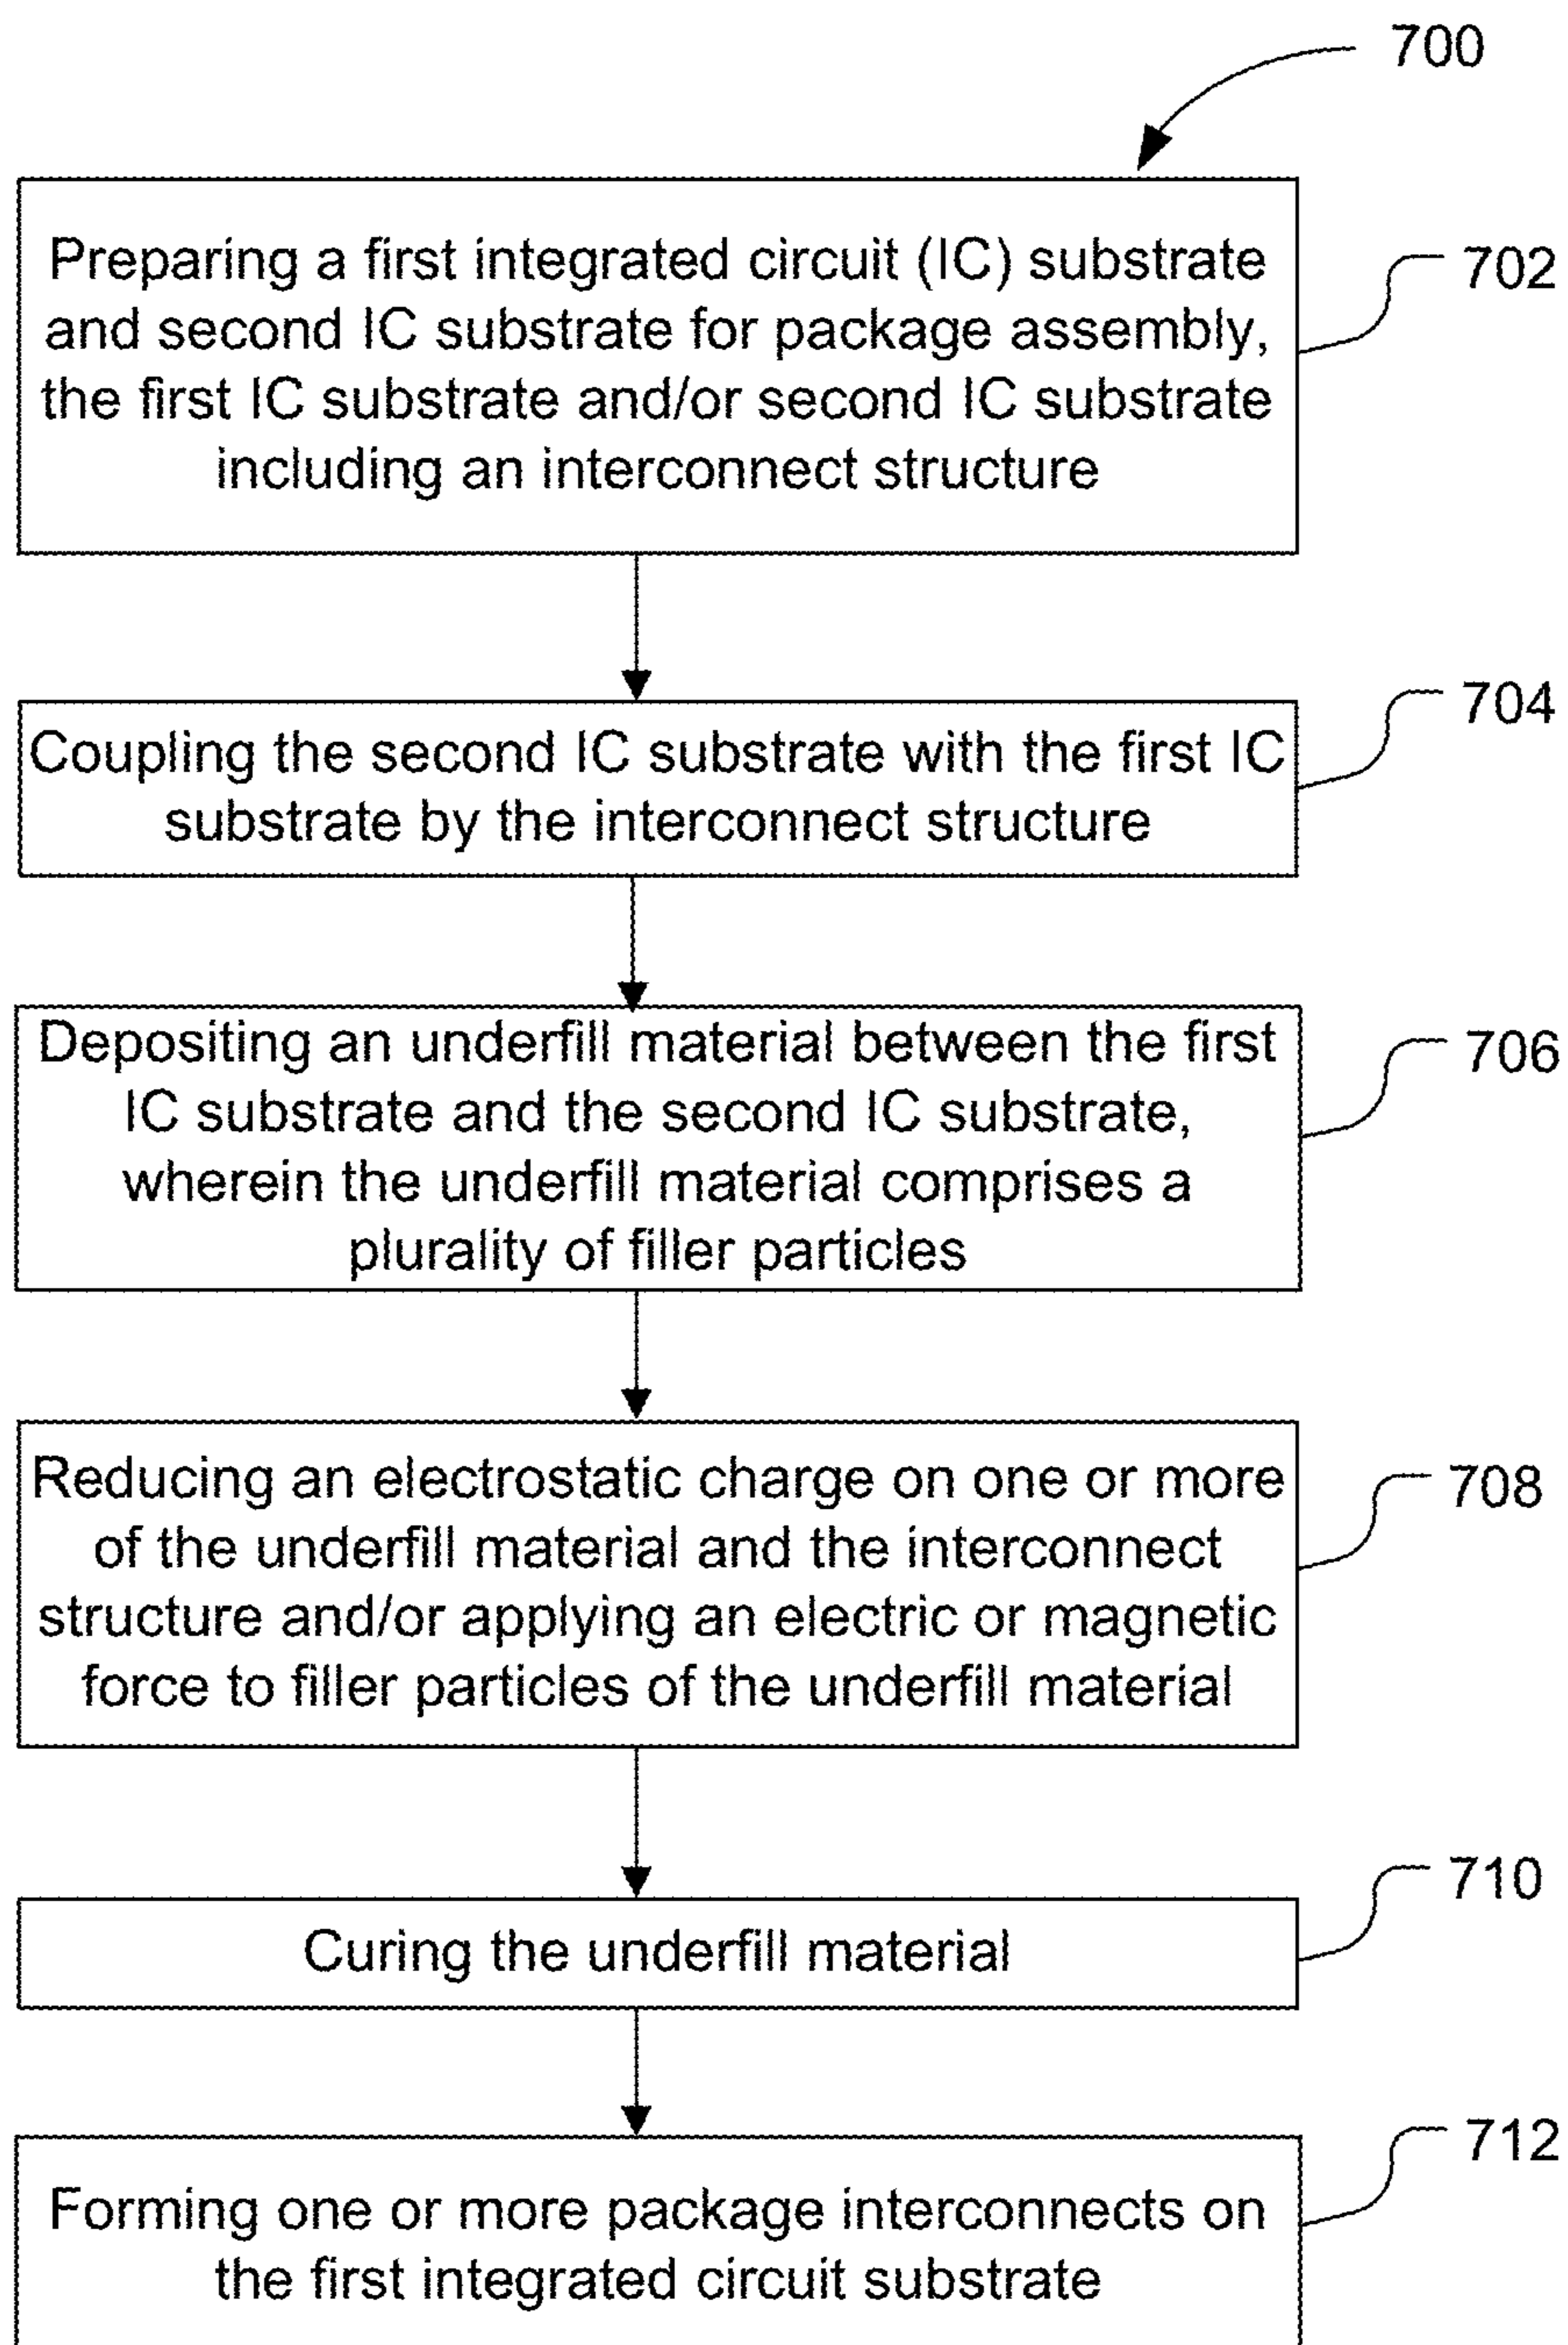 700
Preparing a first integrated circuit (IC) substrate
and second IC substrate for package assembly,
the first IC substrate and/or second IC substrate
including an interconnect structure
702
Coupling the second IC substrate with the first IC
substrate by the interconnect structure
704
Depositing an underfill material between the first
IC substrate and the second IC substrate,
wherein the underfill material comprises a
plurality of filler particles
706
Reducing an electrostatic charge on one or more
of the underfill material and the interconnect
structure and/or applying an electric or magnetic
force to filler particles of the underfill material
708
Curing the underfill material
710
Forming one or more package interconnects on
the first integrated circuit substrate
712